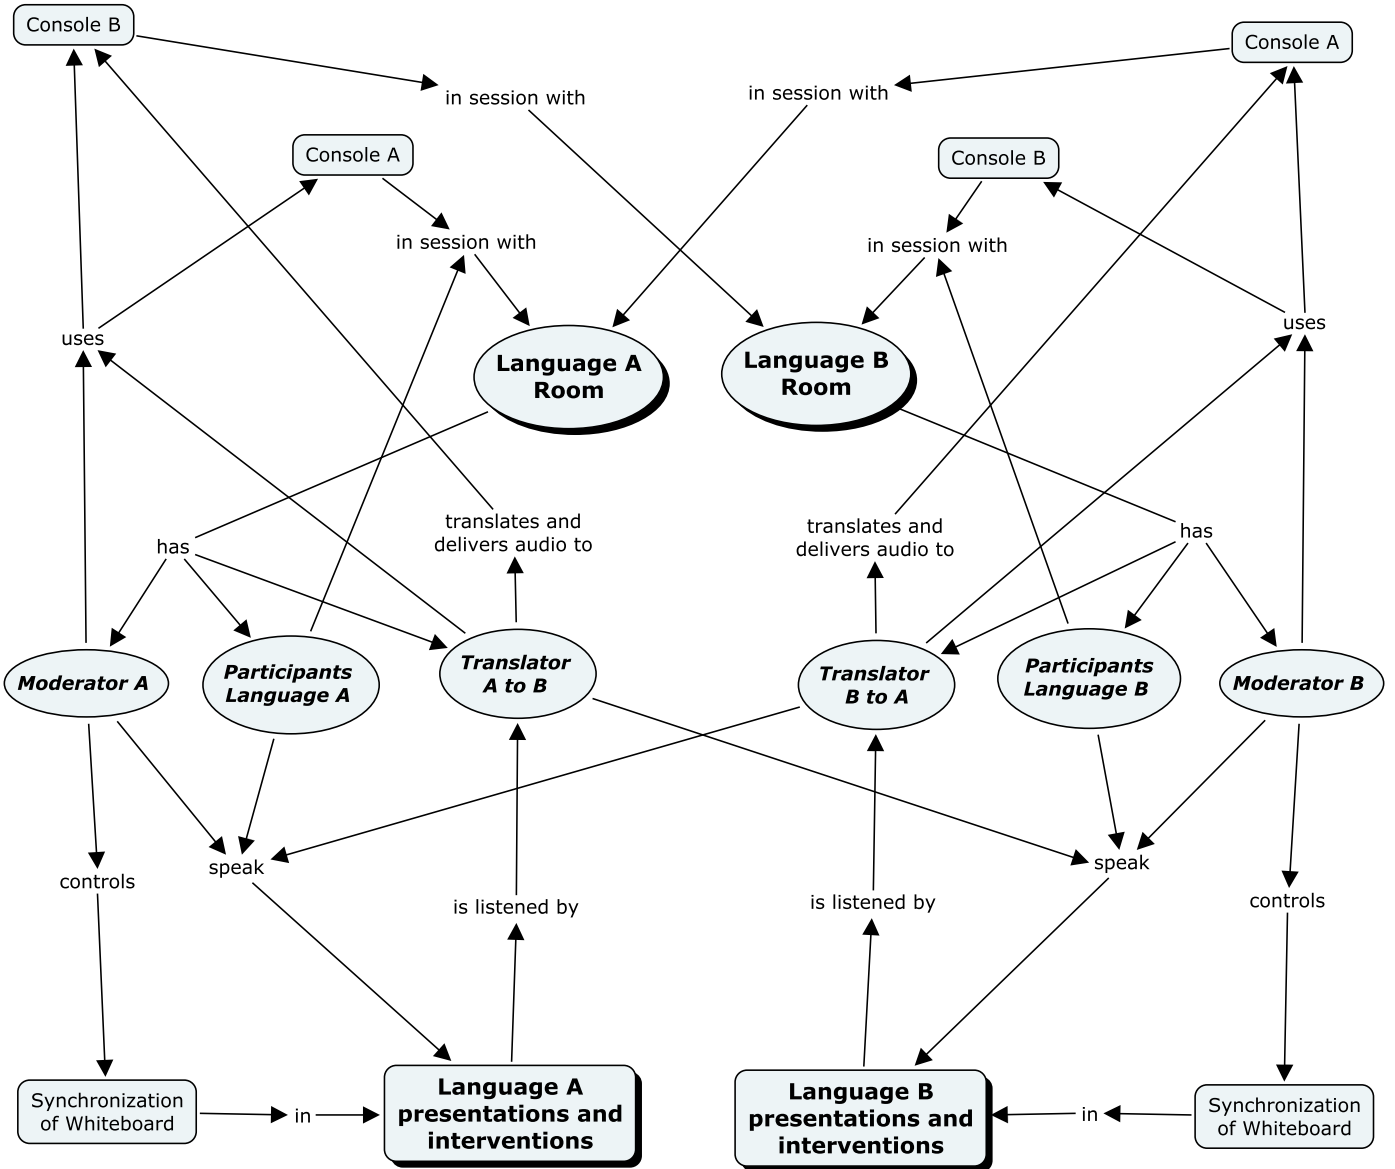 Console B
Console A
in session with
in session with
Console A
Console B
in session with
in session with
uses
uses
Language A
Room
Language B
Room
translates and
delivers audio to
translates and
delivers audio to
has
has
Moderator A
Participants
Language A
Translator
A to B
Translator
B to A
Participants
Language B
Moderator B
controls
speak
is listened by
is listened by
speak
controls
Synchronization
of Whiteboard
in
Language A
presentations and
interventions
Language B
presentations and
interventions
in
Synchronization
of Whiteboard